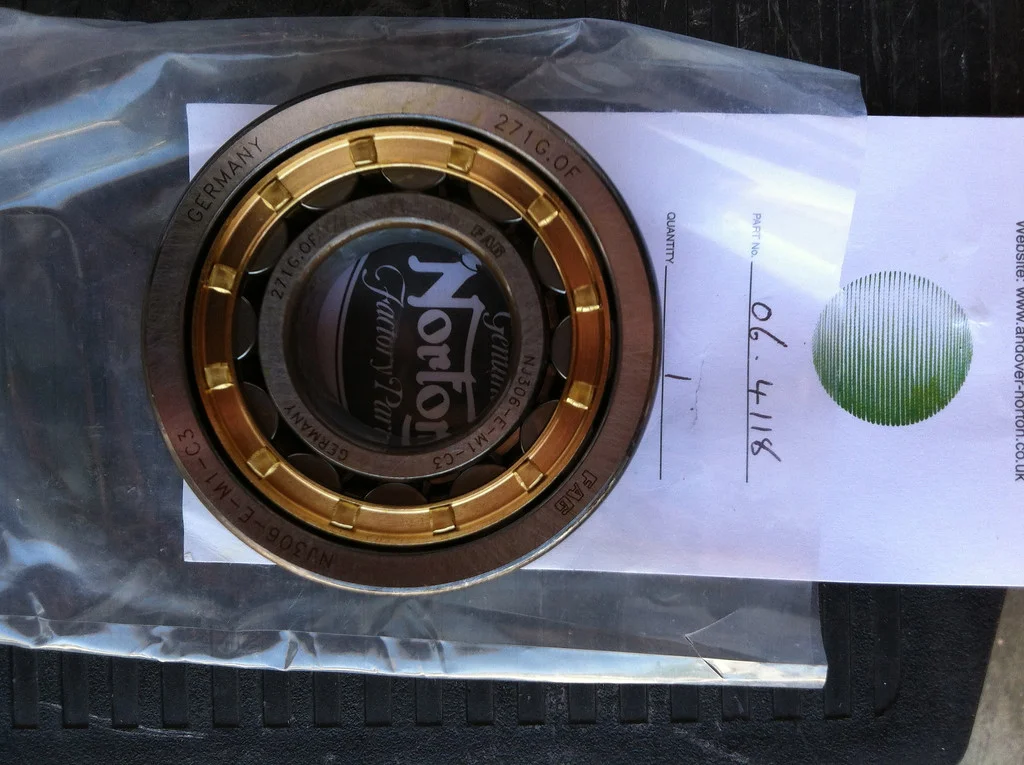 GERMANY
271G.OF
FAG
NJ306-E-M1-C3
271G.OF
FAG
NJ306-E-M1-C3
GERMANY
Genuine
Norton
Factory Parts
PART No. 06.4118
QUANTITY 1
Website: www.andover-norton.co.uk